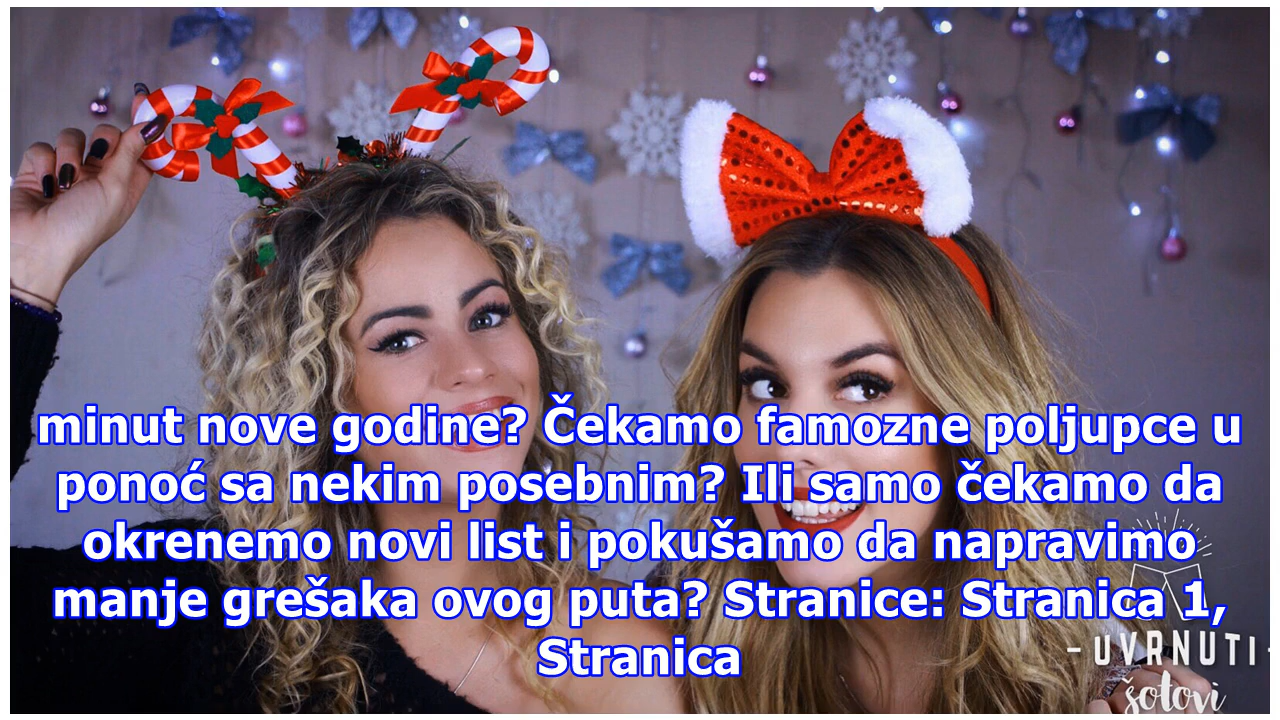 minut nove godine? Čekamo famozne poljupce u
ponoć sa nekim posebnim? Ili samo čekamo da
okrenemo novi list i pokušamo da napravimo
manje grešaka ovog puta? Stranice: Stranica 1,
Stranica
-UVRNUTI-
šotovi